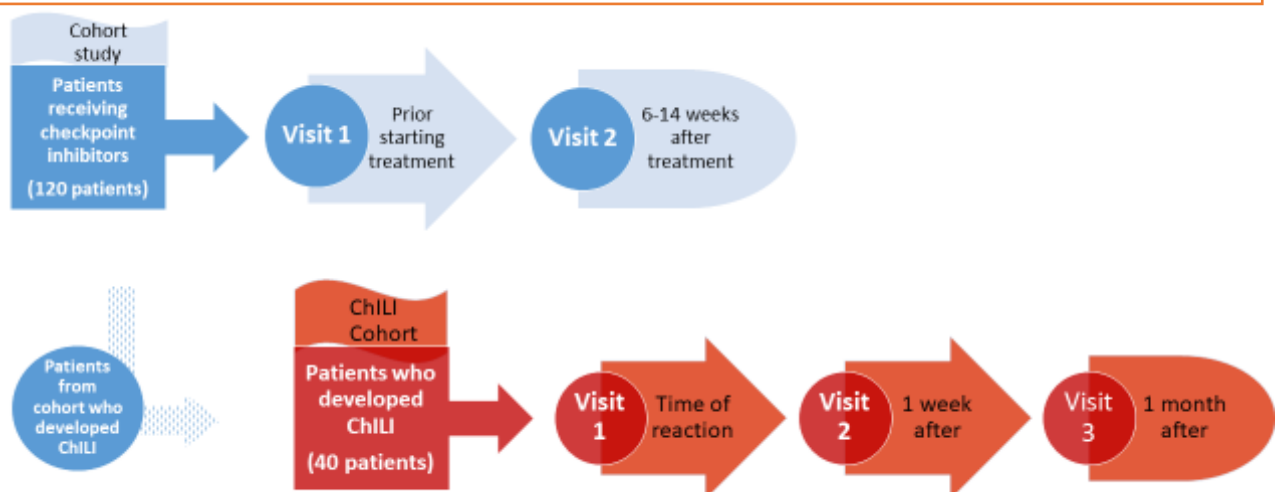 Cohort
study
Patients
receiving
checkpoint
inhibitors
(120 patients)
Visit 1
Prior
starting
treatment
Visit 2
6-14 weeks
after
treatment
Patients
from
cohort who
developed
ChILI
ChILI
Cohort
Patients who
developed
ChILI
(40 patients)
Visit
1
Time of
reaction
Visit
2
1 week
after
Visit
3
1 month
after